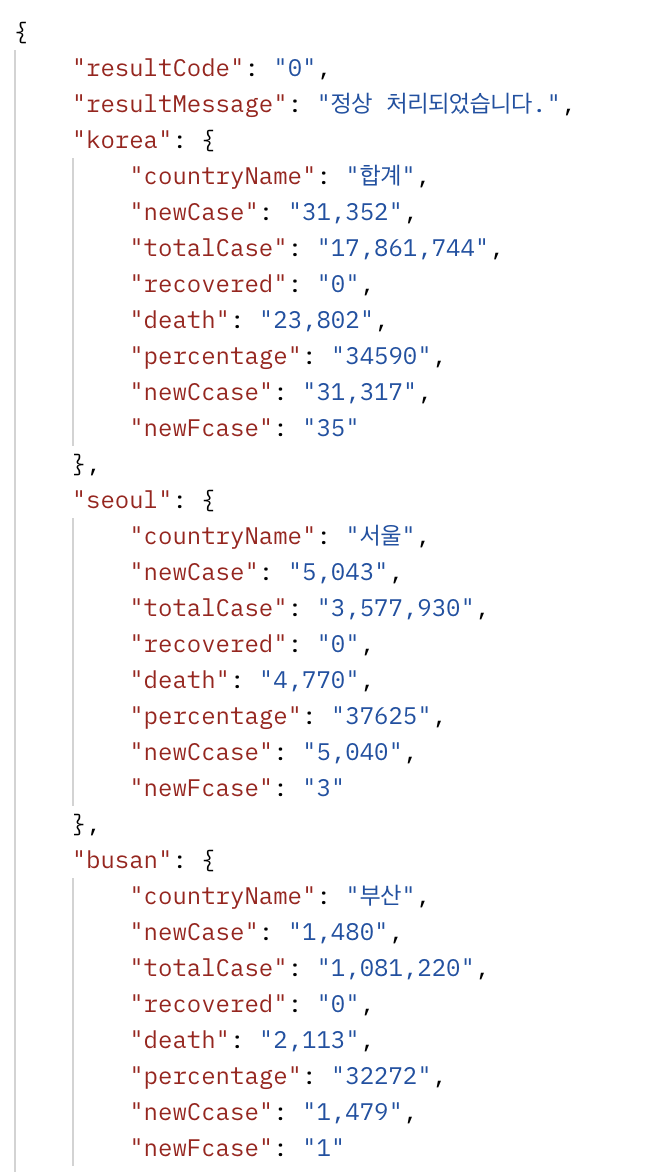 {
"resultCode": "0",
"resultMessage": "정상 처리되었습니다.",
"korea": {
"countryName": "합계",
"newCase": "31,352",
"totalCase": "17,861,744",
"recovered": "0",
"death": "23,802",
"percentage": "34590",
"newCcase": "31,317",
"newFcase": "35"
},
"seoul": {
"countryName": "서울",
"newCase": "5,043",
"totalCase": "3,577,930",
"recovered": "0",
"death": "4,770",
"percentage": "37625",
"newCcase": "5,040",
"newFcase": "3"
},
"busan": {
"countryName": "부산",
"newCase": "1,480",
"totalCase": "1,081,220",
"recovered": "0",
"death": "2,113",
"percentage": "32272",
"newCcase": "1,479",
"newFcase": "1"